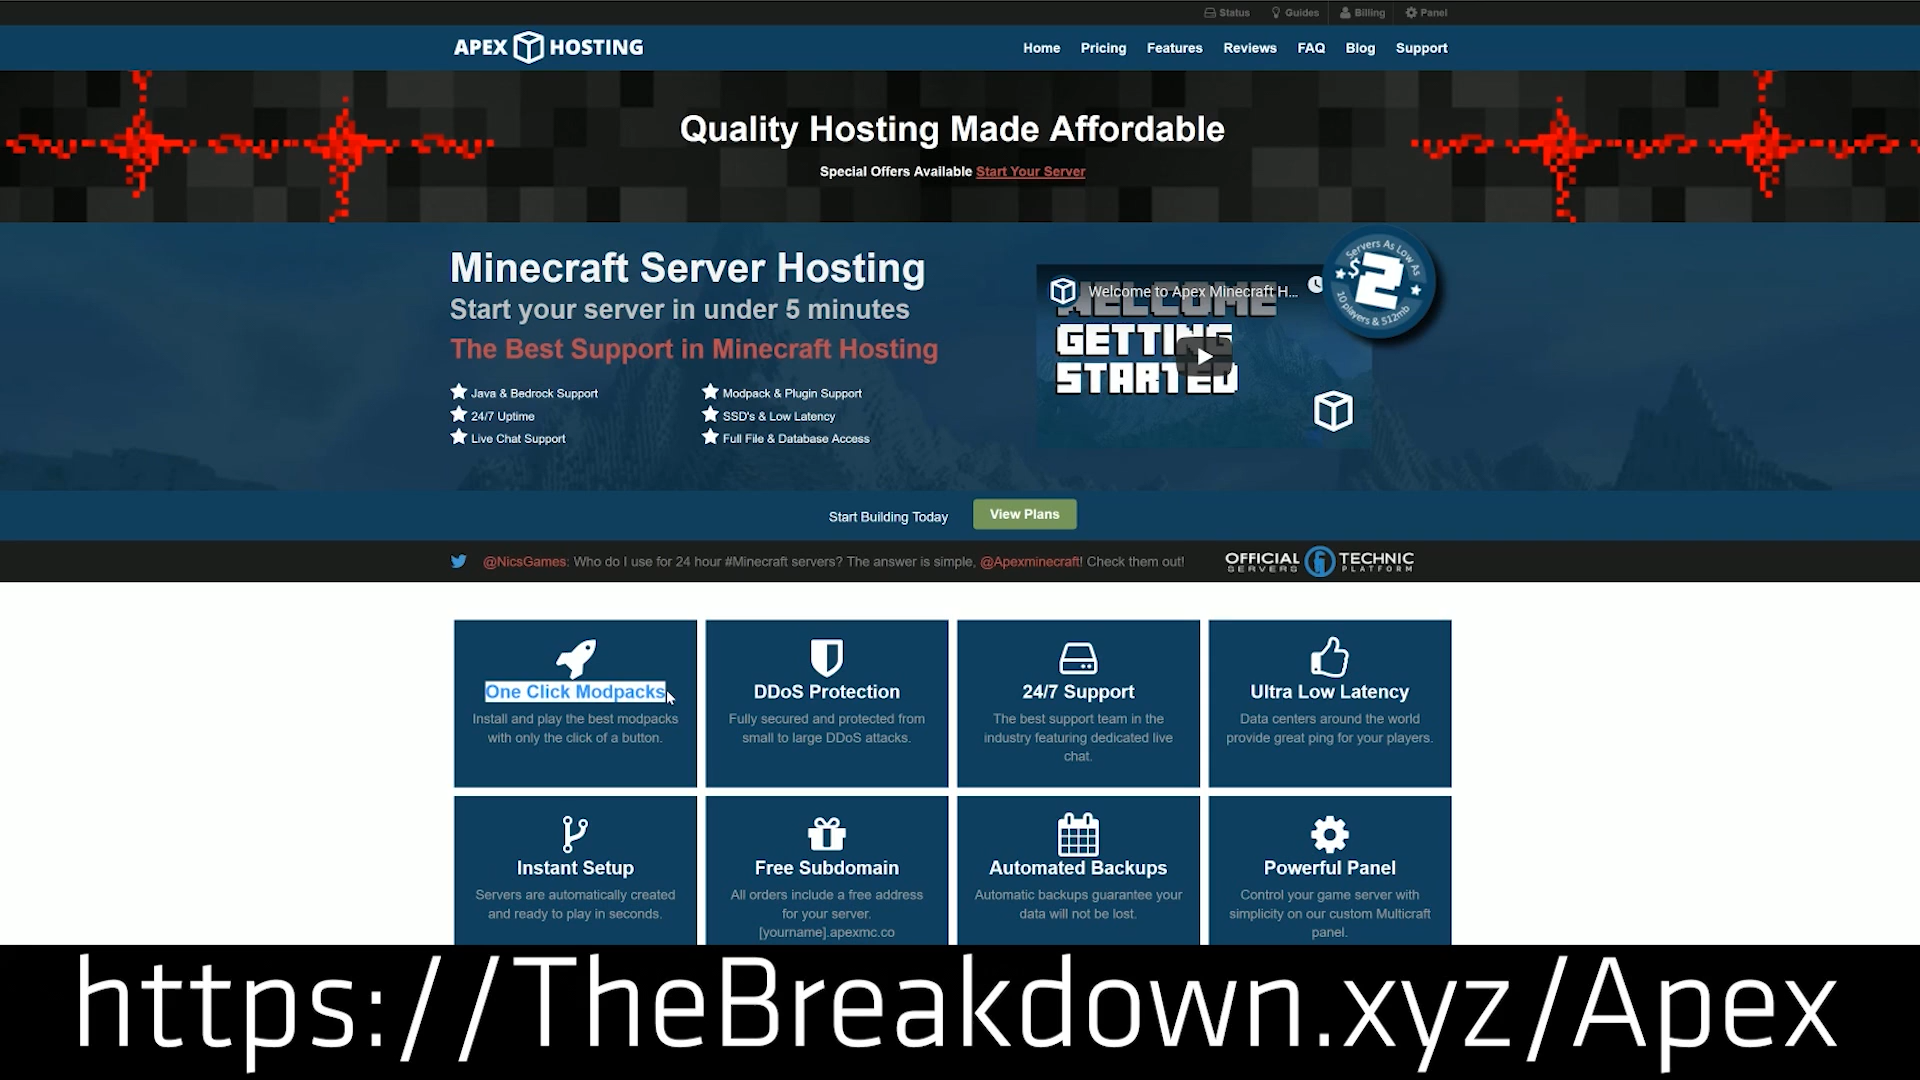 Status Guides Billing Panel
APEX HOSTING
Home Pricing Features Reviews FAQ Blog Support
Quality Hosting Made Affordable
Special Offers Available Start Your Server
Minecraft Server Hosting
Start your server in under 5 minutes
The Best Support in Minecraft Hosting
Java & Bedrock Support
24/7 Uptime
Live Chat Support
Modpack & Plugin Support
SSD's & Low Latency
Full File & Database Access
Welcome to Apex Minecraft H...
WELCOME
GETTING
STARTED
Servers As Low As
$2
10 players & 512mb
Start Building Today
View Plans
@NicsGames: Who do I use for 24 hour #Minecraft servers? The answer is simple, @Apexminecraft! Check them out!
OFFICIAL TECHNIC
SERVERS PLATFORM
One Click Modpacks
Install and play the best modpacks
with only the click of a button.
DDoS Protection
Fully secured and protected from
small to large DDoS attacks.
24/7 Support
The best support team in the
industry featuring dedicated live
chat.
Ultra Low Latency
Data centers around the world
provide great ping for your players.
Instant Setup
Servers are automatically created
and ready to play in seconds.
Free Subdomain
All orders include a free address
for your server.
[yourname].apexmc.co
Automated Backups
Automatic backups guarantee your
data will not be lost.
Powerful Panel
Control your game server with
simplicity on our custom Multicraft
panel.
https://TheBreakdown.xyz/Apex